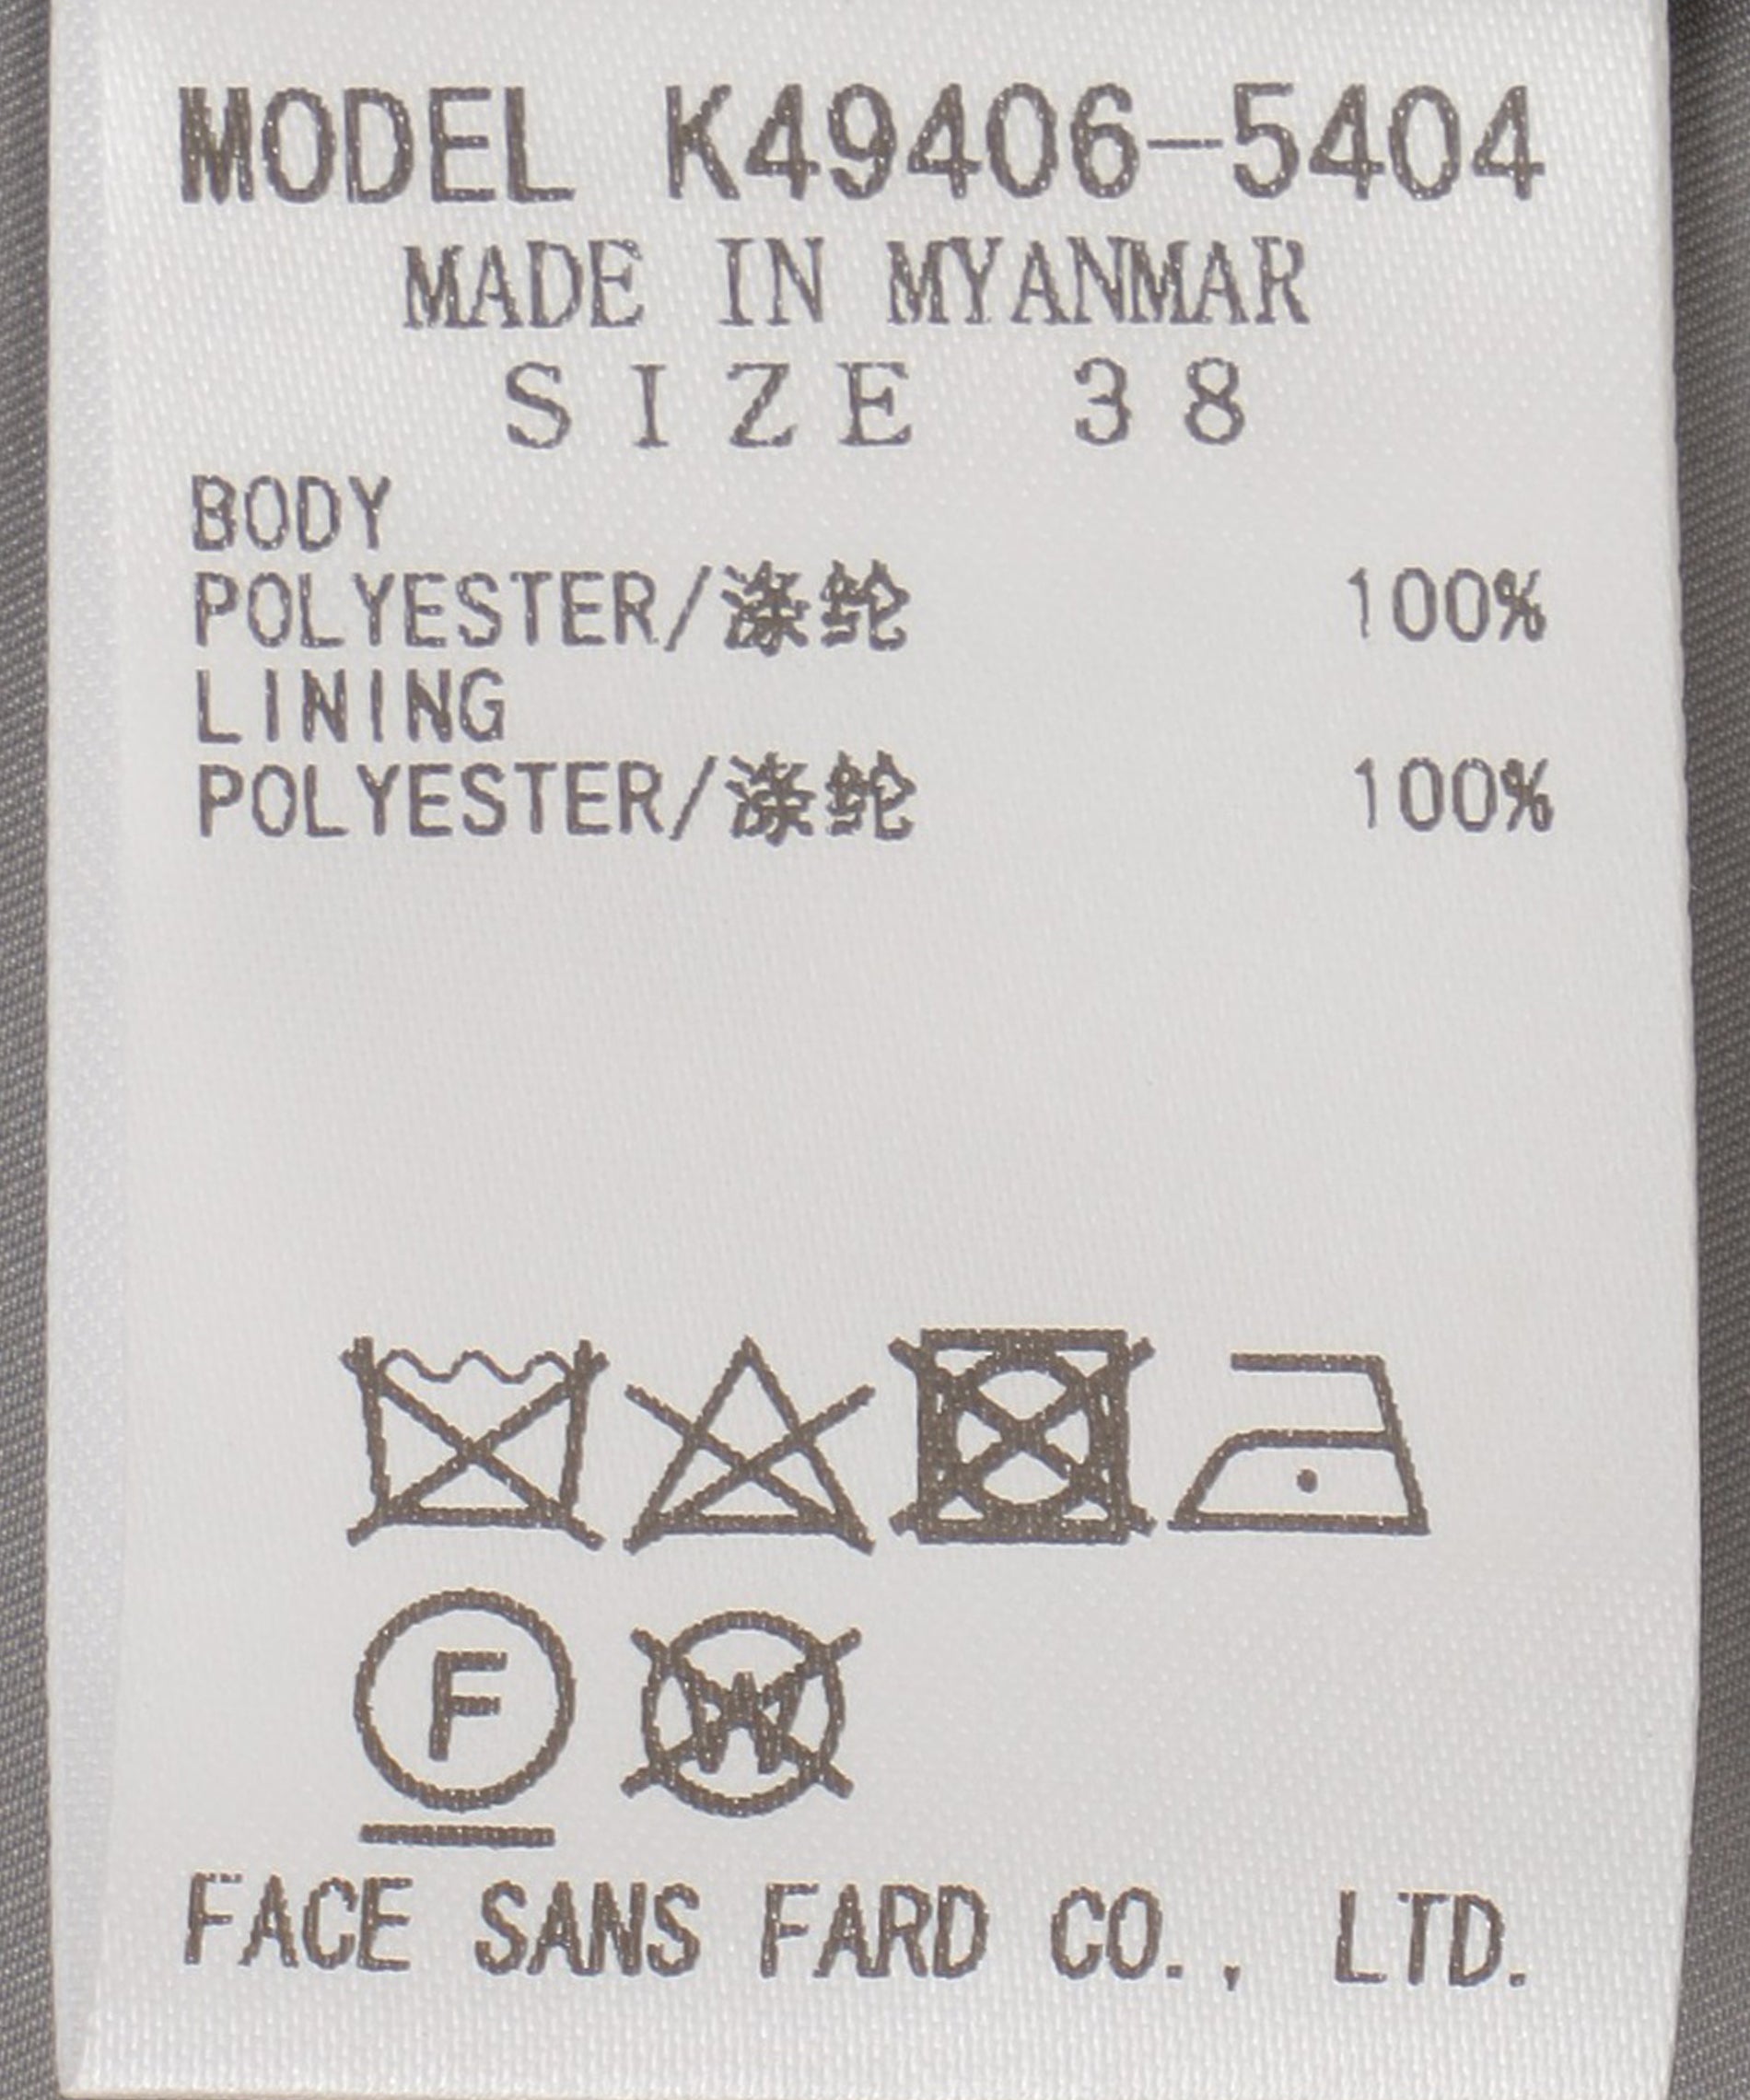 MODEL K49406-5404
MADE IN MYANMAR
SIZE 38
BODY
POLYESTER/涤纶 100%
LINING
POLYESTER/涤纶 100%
F W
FACE SANS FARD CO., LTD.